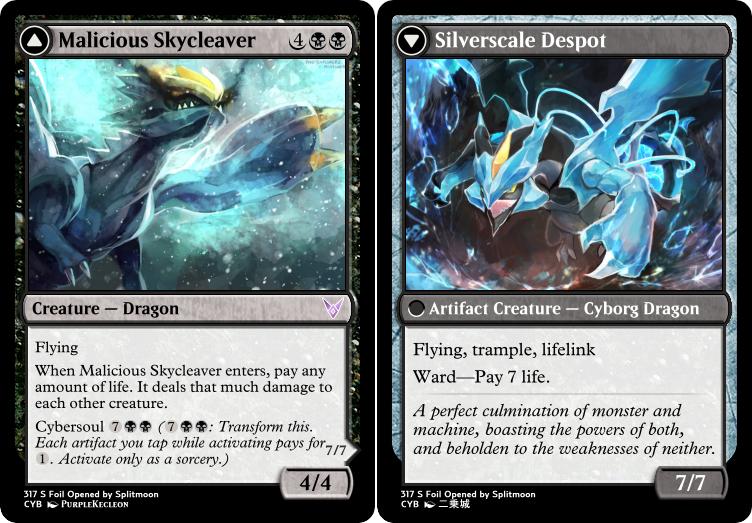 Malicious Skycleaver 4
Creature — Dragon
Flying
When Malicious Skycleaver enters, pay any
amount of life. It deals that much damage to
each other creature.
Cybersoul 7 (7: Transform this.
Each artifact you tap while activating pays for
1. Activate only as a sorcery.)
7/7
4/4
317 S Foil Opened by Splitmoon
CYB PurpleKecleon
Silverscale Despot
Artifact Creature — Cyborg Dragon
Flying, trample, lifelink
Ward—Pay 7 life.
A perfect culmination of monster and
machine, boasting the powers of both,
and beholden to the weaknesses of neither.
7/7
317 S Foil Opened by Splitmoon
CYB 二乗城